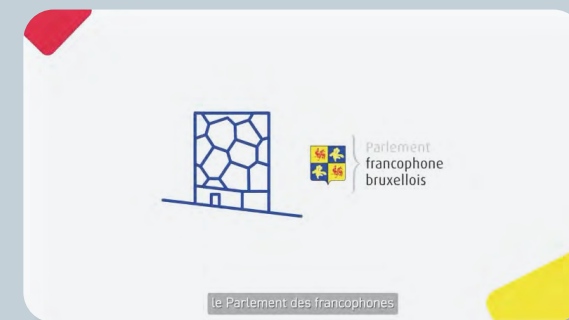 Parlement
francophone
bruxellois
le Parlement des francophones